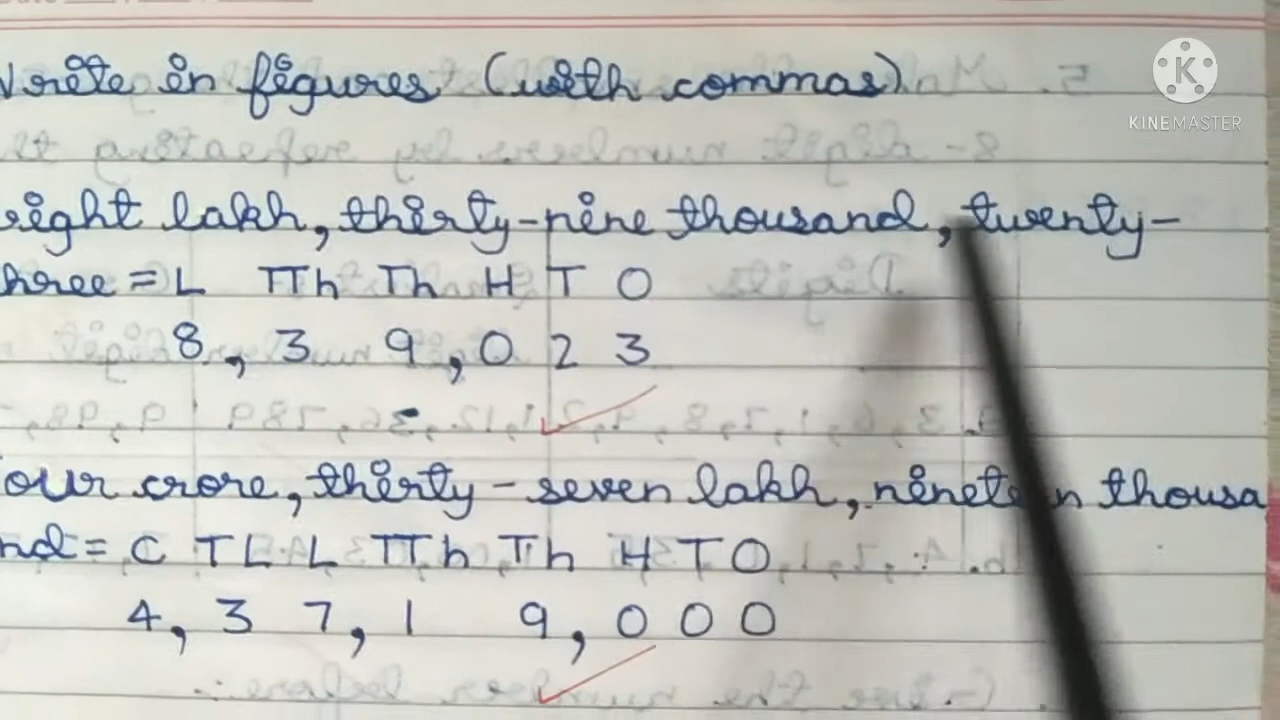 Write in figures (with commas)
KINEMASTER
eight lakh, thirty-nine thousand, twenty-
three = L TTh Th H T O
8, 3 9, 0 2 3
four crore, thirty-seven lakh, nineteen thousa
nd = C TL L TTh Th H T O
4, 3 7, 1 9, 0 0 0